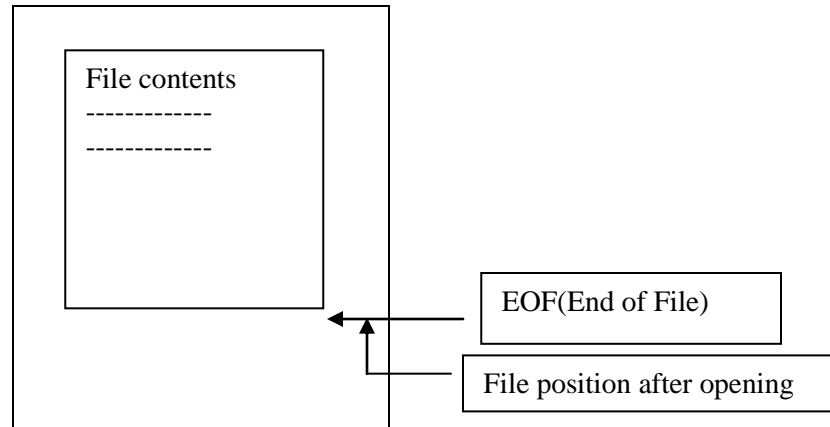 File contents
-------------
-------------
EOF(End of File)
File position after opening